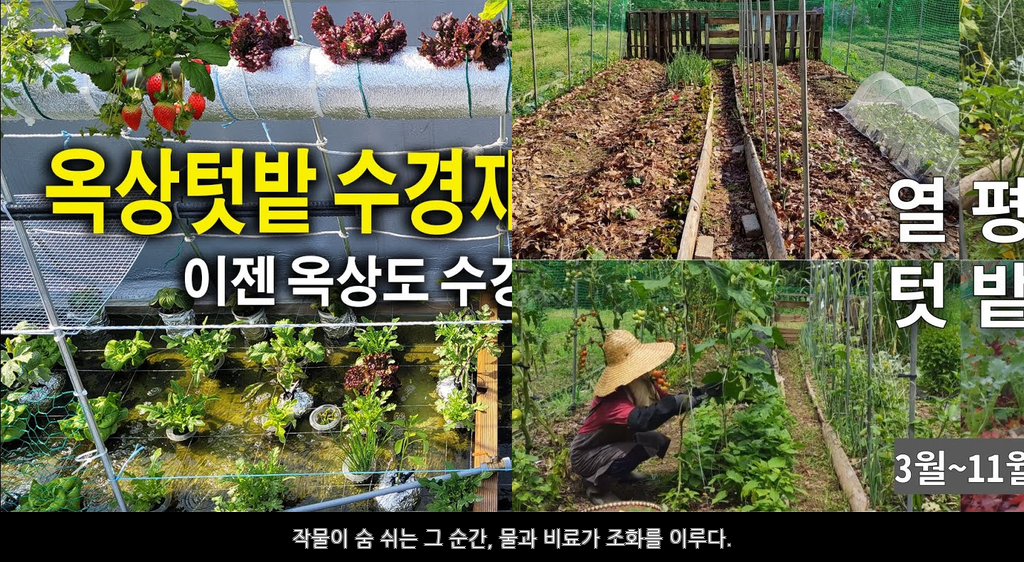 옥상텃밭 수경재
이젠 옥상도 수경
열 평
텃 밭
3월~11월
작물이 숨 쉬는 그 순간, 물과 비료가 조화를 이루다.